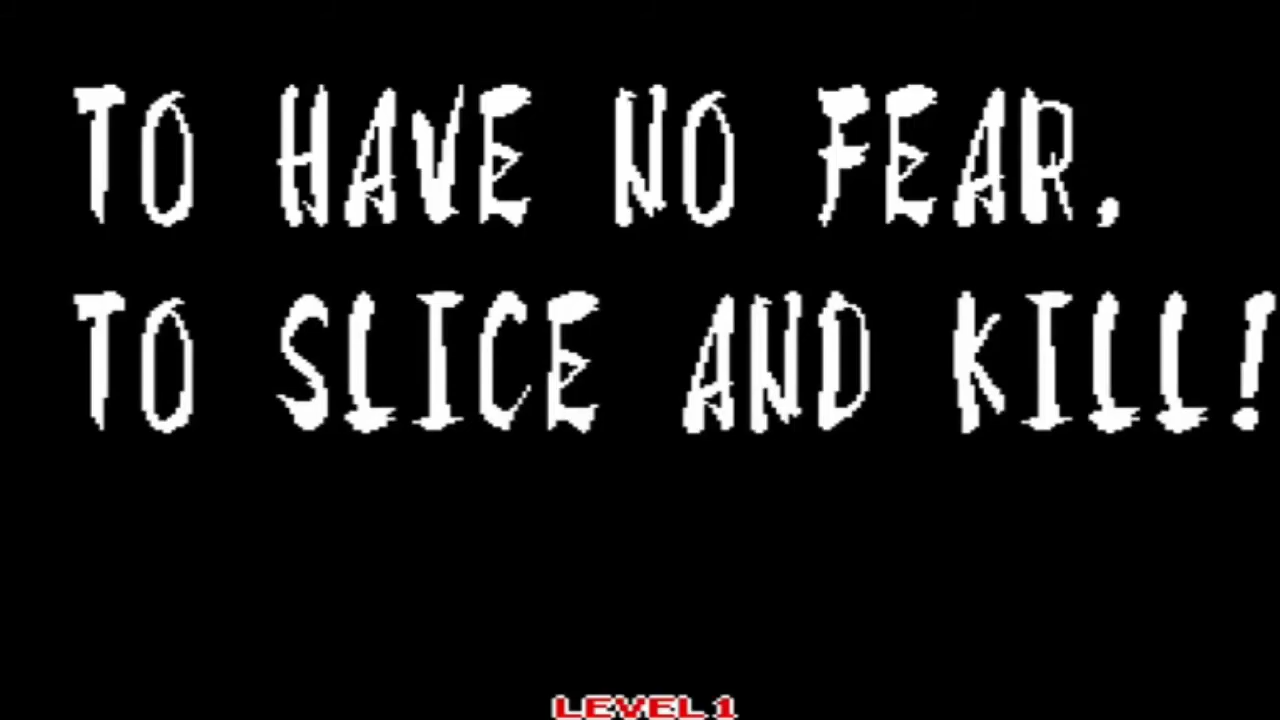 TO HAVE NO FEAR,
TO SLICE AND KILL!
LEVEL 1